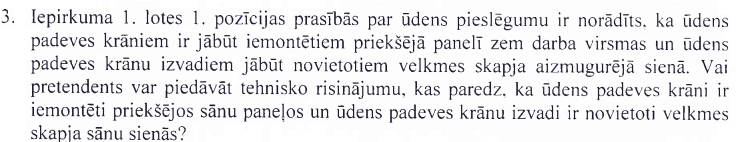 3. Iepirkuma 1. lotes 1. pozīcijas prasībās par ūdens pieslēgumu ir norādīts, ka ūdens
padeves krāniem ir jābūt iemontētiem priekšējā panelī zem darba virsmas un ūdens
padeves krānu izvadiem jābūt novietotiem velkmes skapja aizmugurējā sienā. Vai
pretendents var piedāvāt tehnisko risinājumu, kas paredz, ka ūdens padeves krāni ir
iemontēti priekšējos sānu paneļos un ūdens padeves krānu izvadi ir novietoti velkmes
skapja sānu sienās?